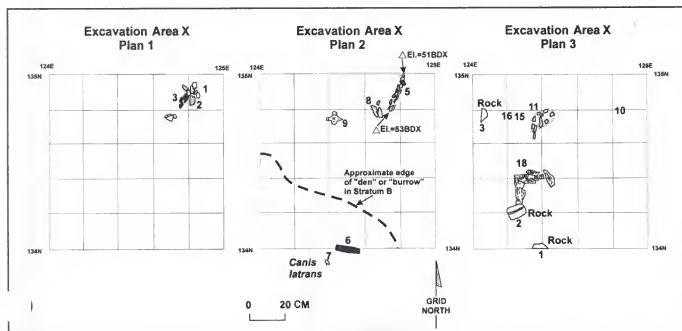 Excavation Area X
Plan 1
124E
125E
135N
134N
3
1
2
Excavation Area X
Plan 2
124E
125E
135N
134N
△El.=51BDX
5
8
9
△El.=53BDX
Approximate edge
of "den" or "burrow"
in Stratum B
6
7
Canis
latrans
0 20 CM
GRID
NORTH
Excavation Area X
Plan 3
124E
125E
135N
134N
Rock
3
16 15
11
10
18
Rock
2
Rock
1